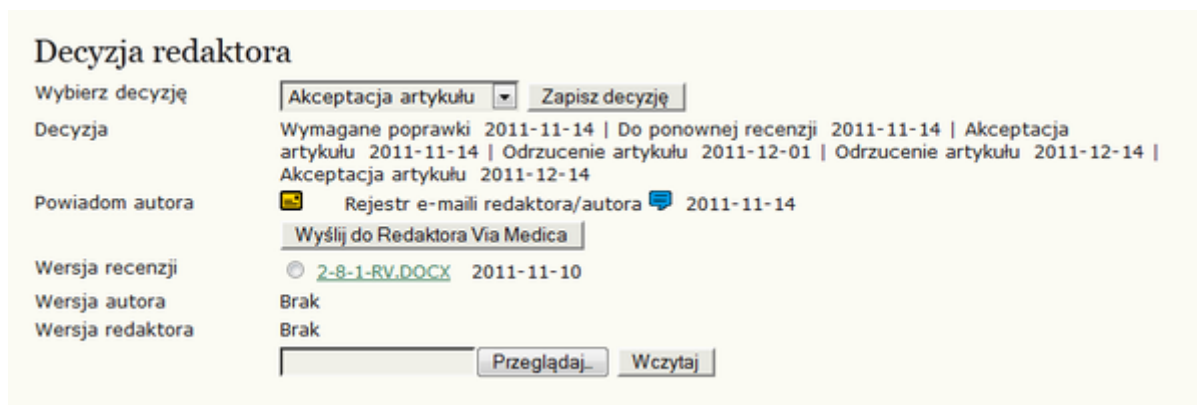 Decyzja redaktora
Wybierz decyzję Akceptacja artykułu Zapisz decyzję
Decyzja Wymagane poprawki 2011-11-14 | Do ponownej recenzji 2011-11-14 | Akceptacja
artykułu 2011-11-14 | Odrzucenie artykułu 2011-12-01 | Odrzucenie artykułu 2011-12-14 |
Akceptacja artykułu 2011-12-14
Powiadom autora Rejestr e-maili redaktora/autora 2011-11-14
Wyślij do Redaktora Via Medica
Wersja recenzji 2-8-1-RV.DOCX 2011-11-10
Wersja autora Brak
Wersja redaktora Brak
Przeglądaj... Wczytaj